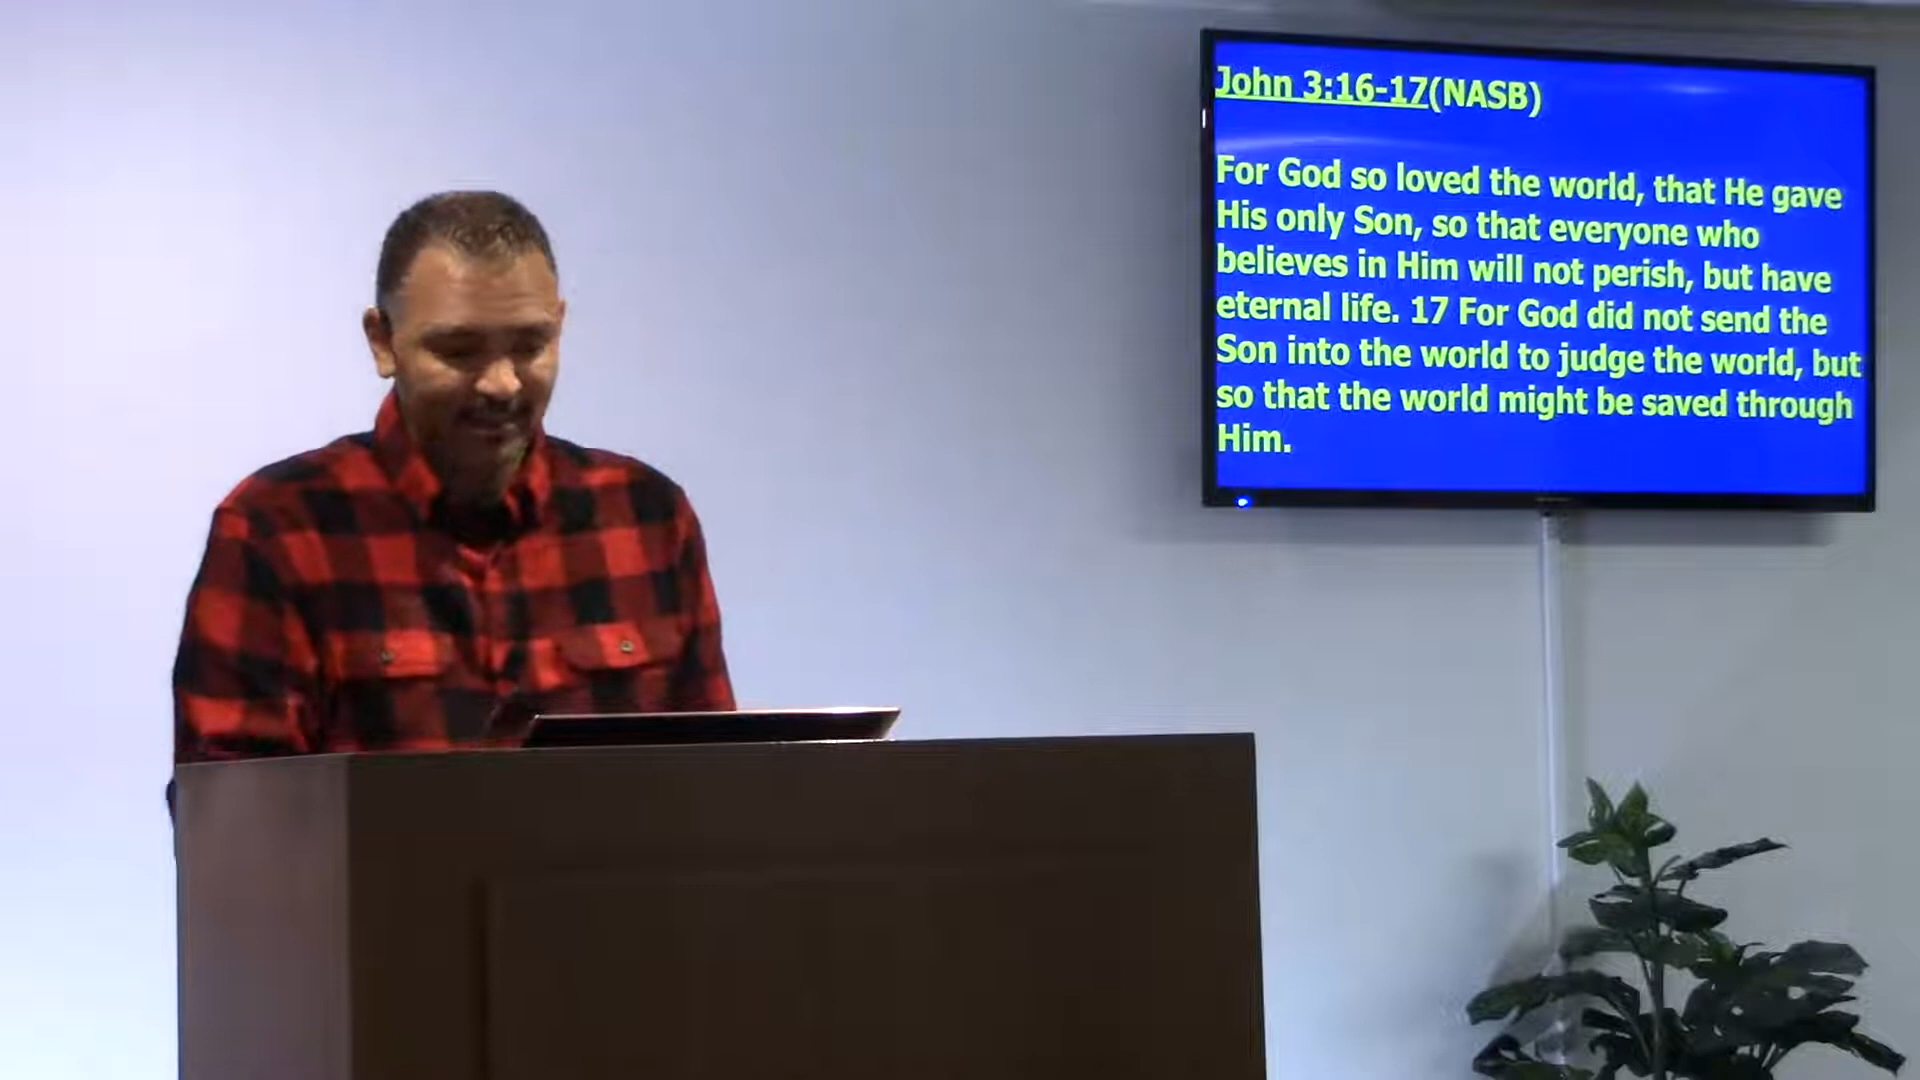 John 3:16-17(NASB)
For God so loved the world, that He gave
His only Son, so that everyone who
believes in Him will not perish, but have
eternal life. 17 For God did not send the
Son into the world to judge the world, but
so that the world might be saved through
Him.